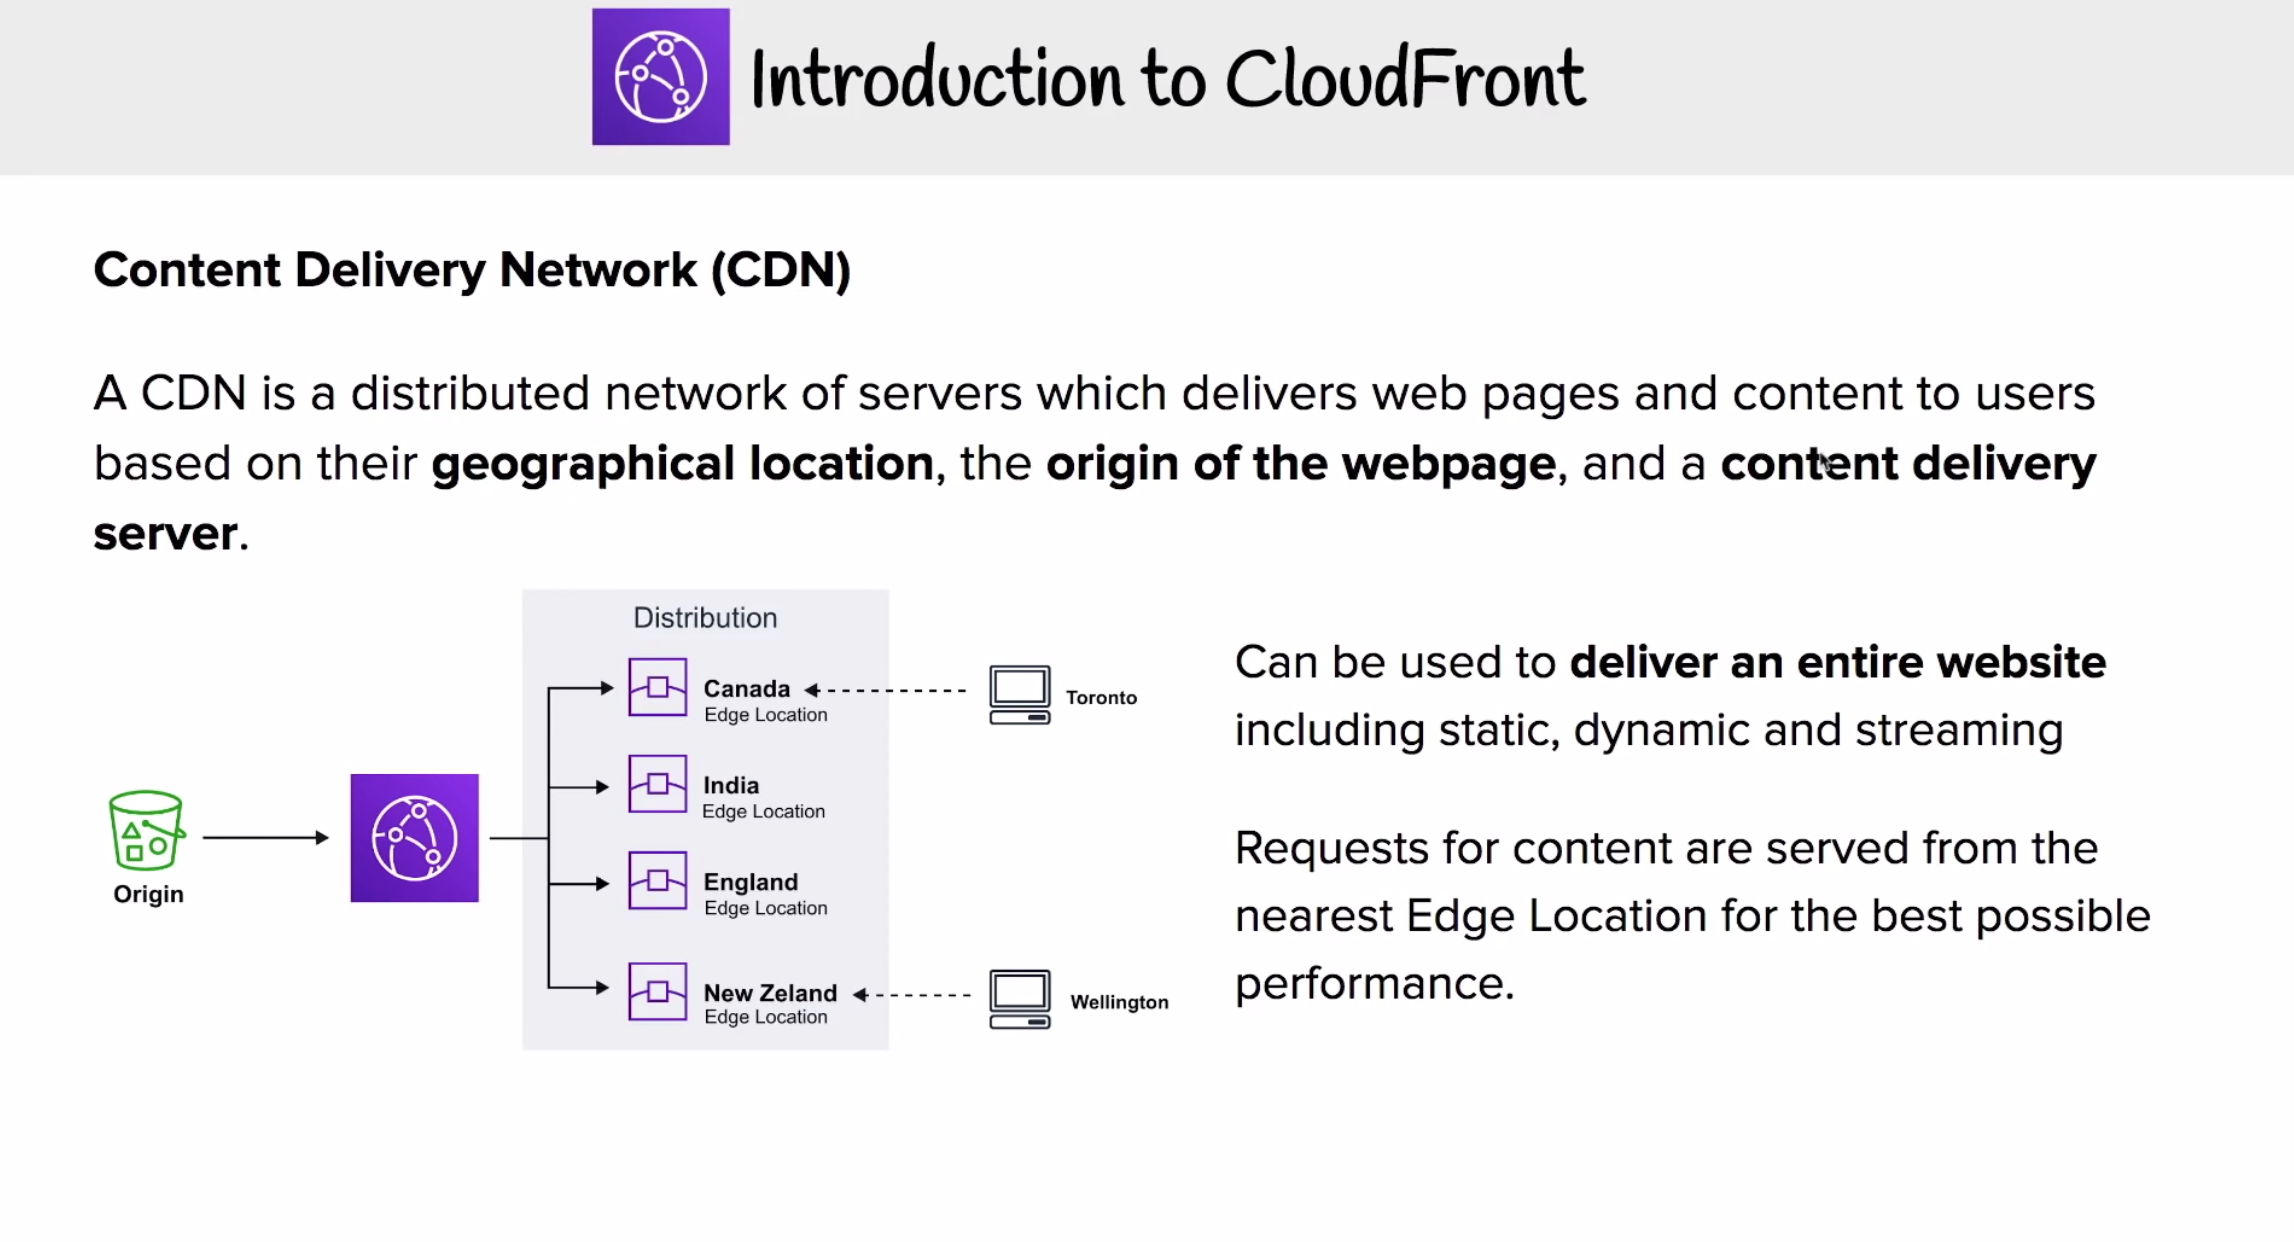 Introduction to CloudFront
Content Delivery Network (CDN)
A CDN is a distributed network of servers which delivers web pages and content to users
based on their geographical location, the origin of the webpage, and a content delivery
server.
Distribution
Canada
Edge Location
Toronto
India
Edge Location
England
Edge Location
New Zeland
Edge Location
Wellington
Origin
Can be used to deliver an entire website
including static, dynamic and streaming
Requests for content are served from the
nearest Edge Location for the best possible
performance.